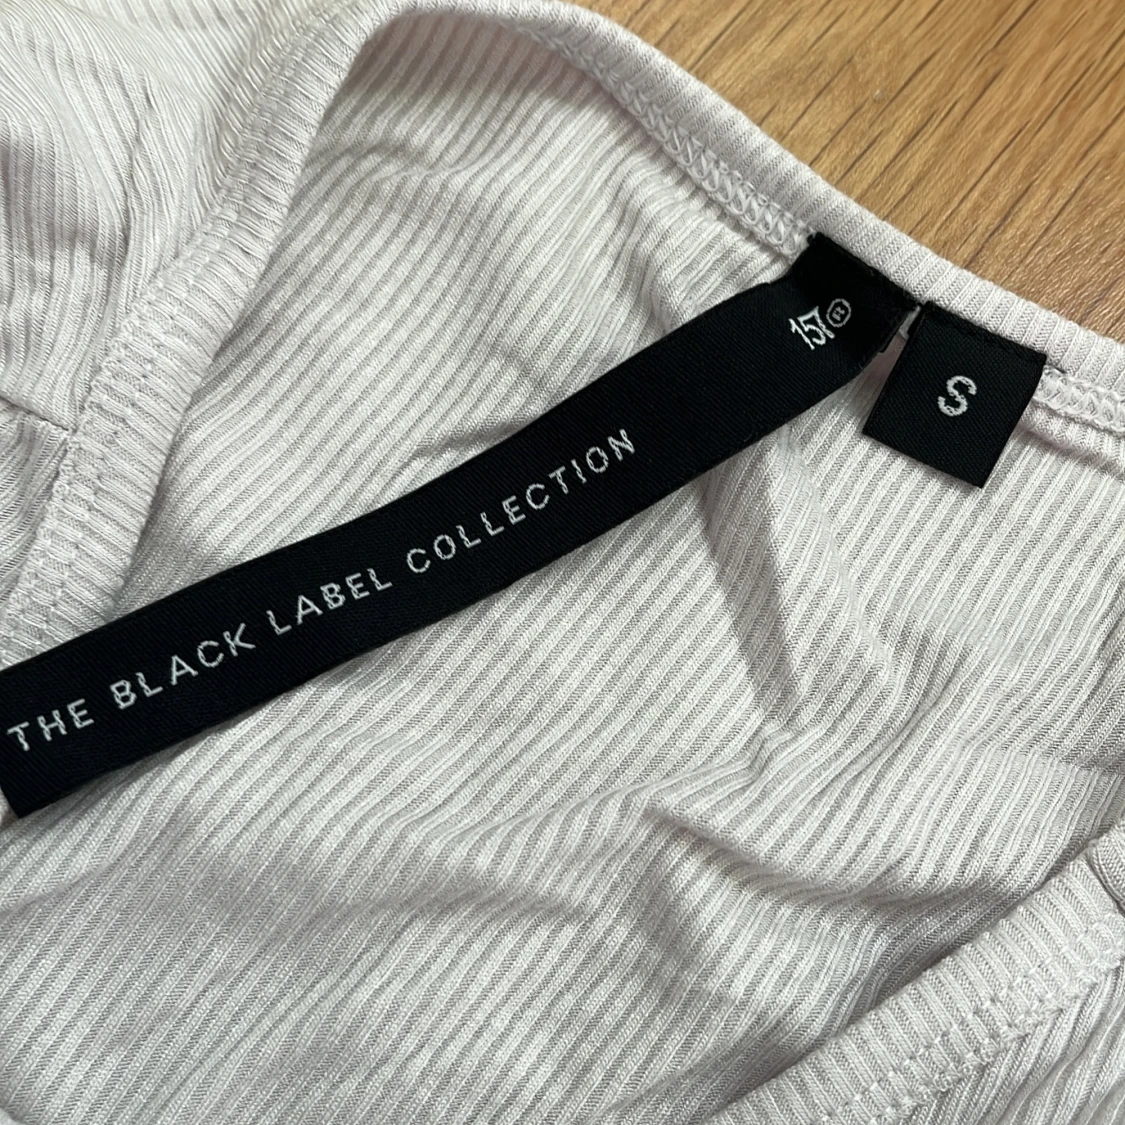 157®
S
THE BLACK LABEL COLLECTION